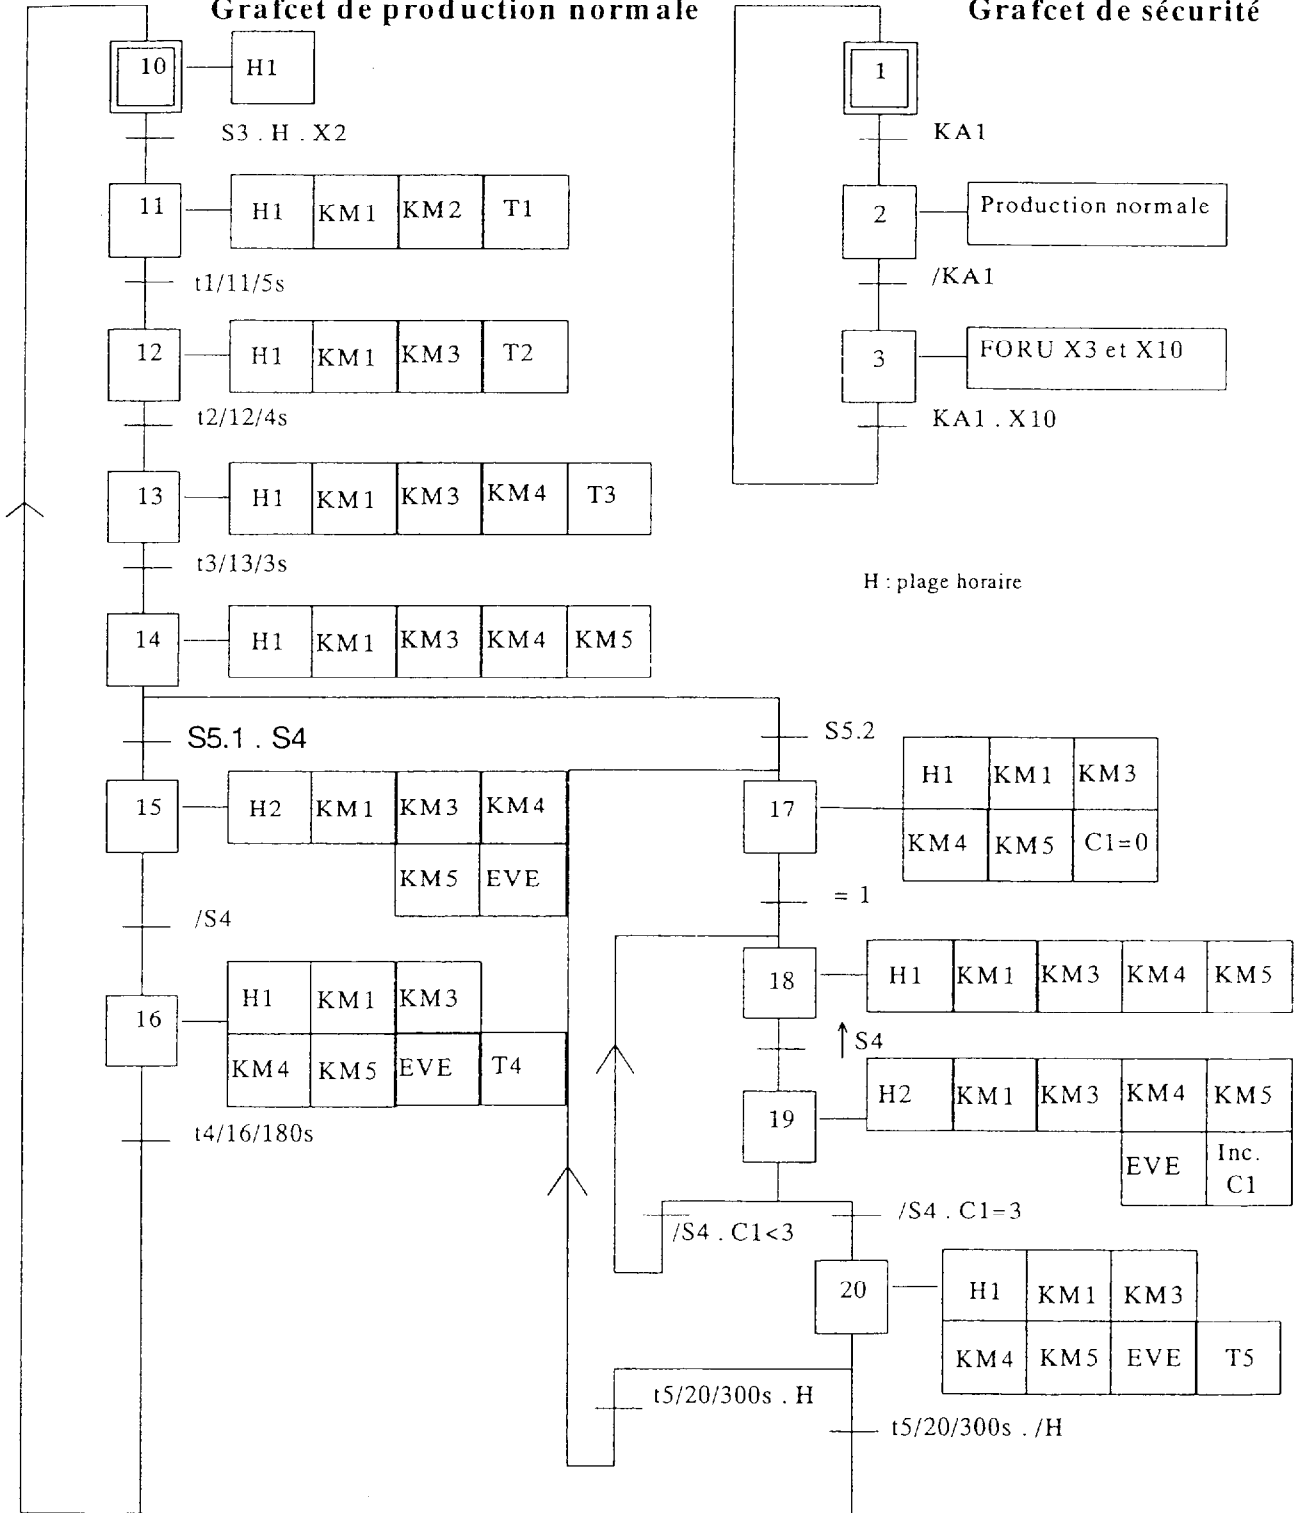 Grafcet de production normale
10
H1
S3 . H . X2
11
H1 KM1 KM2 T1
t1/11/5s
12
H1 KM1 KM3 T2
t2/12/4s
13
H1 KM1 KM3 KM4 T3
t3/13/3s
14
H1 KM1 KM3 KM4 KM5
S5.1 . S4
15
H2 KM1 KM3 KM4
KM5 EVE
/S4
16
H1 KM1 KM3
KM4 KM5 EVE T4
t4/16/180s
S5.2
17
H1 KM1 KM3
KM4 KM5 C1=0
= 1
18
H1 KM1 KM3 KM4 KM5
↑ S4
19
H2 KM1 KM3 KM4 KM5
EVE Inc.
C1
/S4 . C1<3
/S4 . C1=3
20
H1 KM1 KM3
KM4 KM5 EVE T5
t5/20/300s . H
t5/20/300s . /H
Grafcet de sécurité
1
KA1
2
Production normale
/KA1
3
FORU X3 et X10
KA1 . X10
H : plage horaire